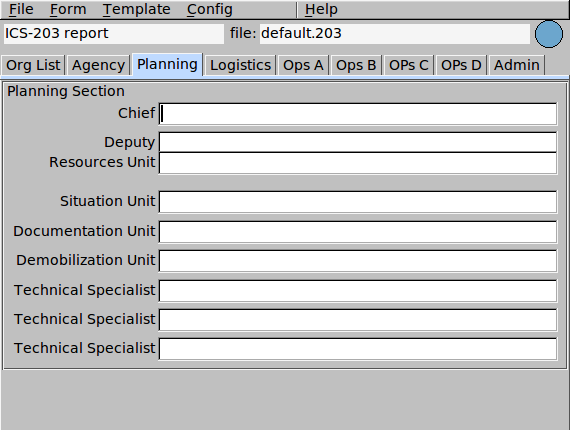 File Form Template Config Help
ICS-203 report file: default.203
Org List Agency Planning Logistics Ops A Ops B OPs C OPs D Admin
Planning Section
Chief
Deputy
Resources Unit
Situation Unit
Documentation Unit
Demobilization Unit
Technical Specialist
Technical Specialist
Technical Specialist